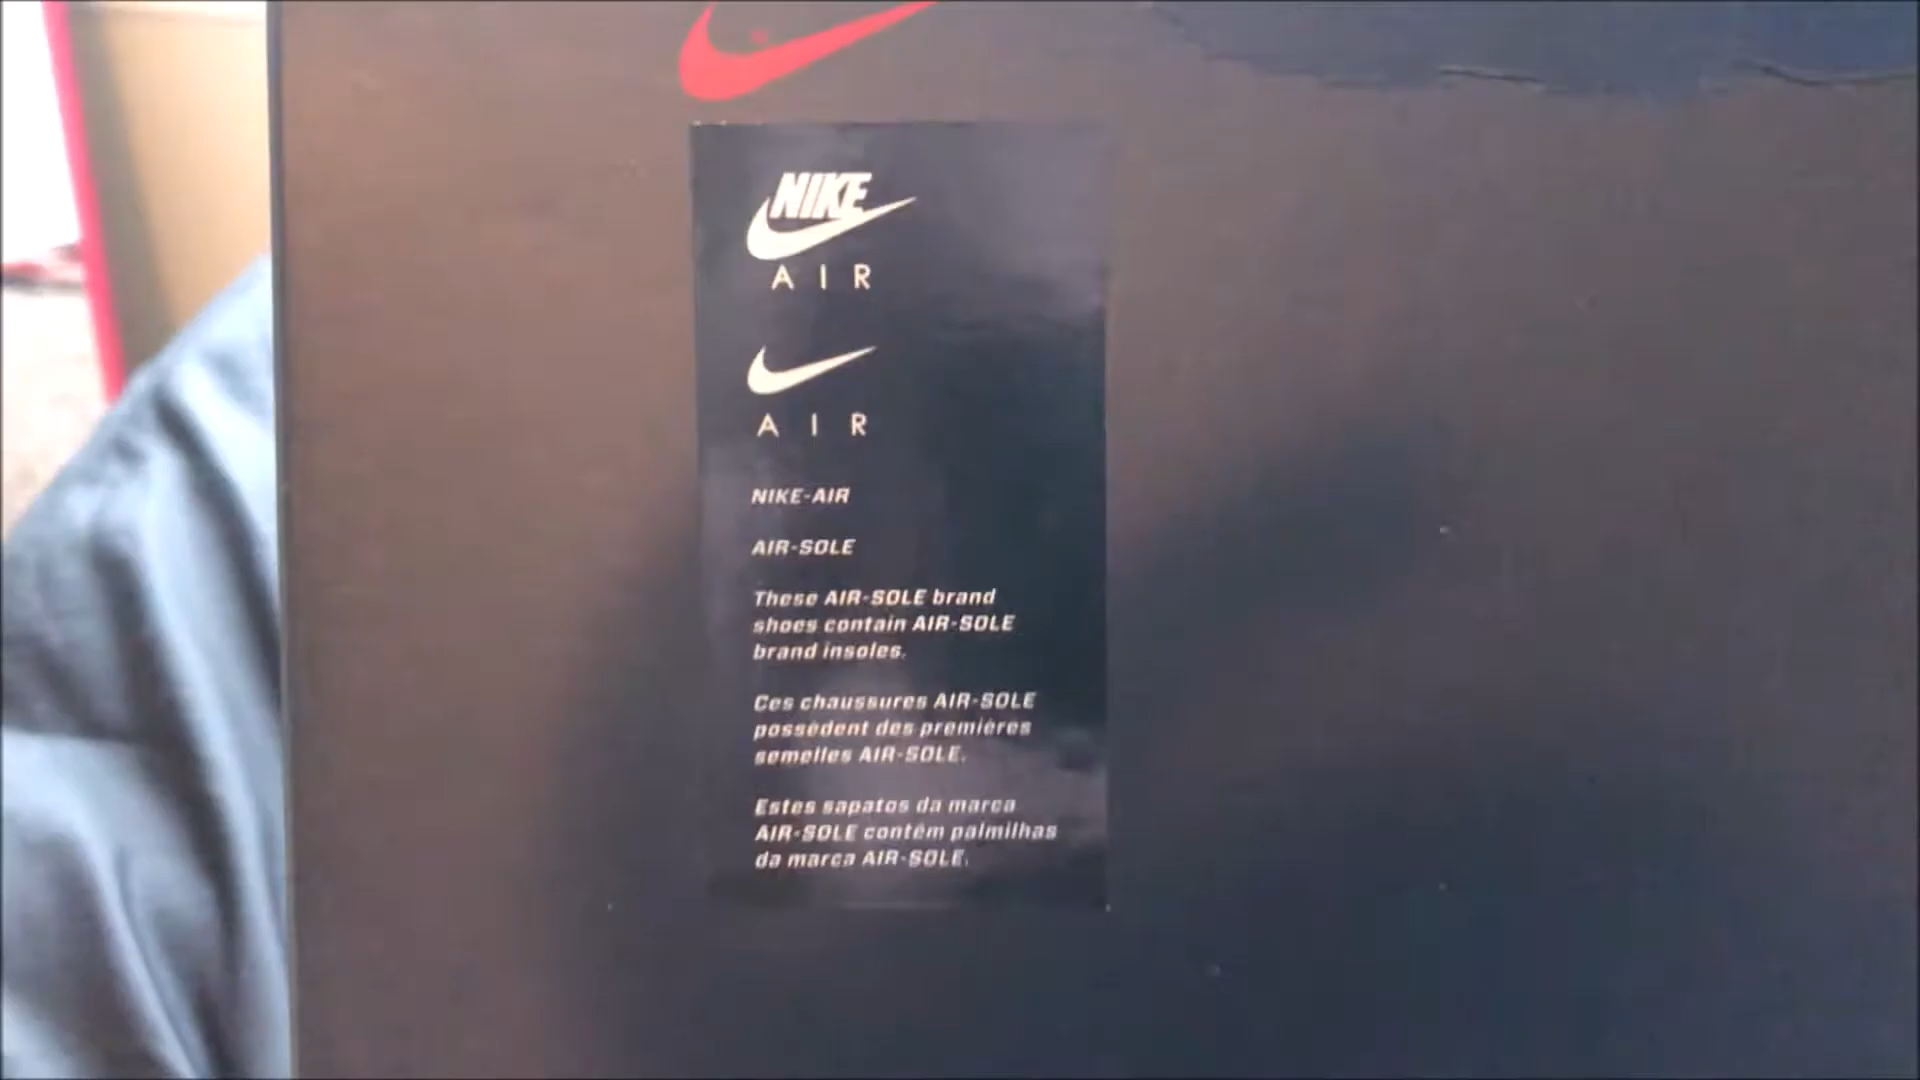 NIKE
AIR
AIR
NIKE-AIR
AIR-SOLE
These AIR-SOLE brand
shoes contain AIR-SOLE
brand insoles.
Ces chaussures AIR-SOLE
possèdent des premières
semelles AIR-SOLE.
Estes sapatos da marca
AIR-SOLE contêm palmilhas
da marca AIR-SOLE.